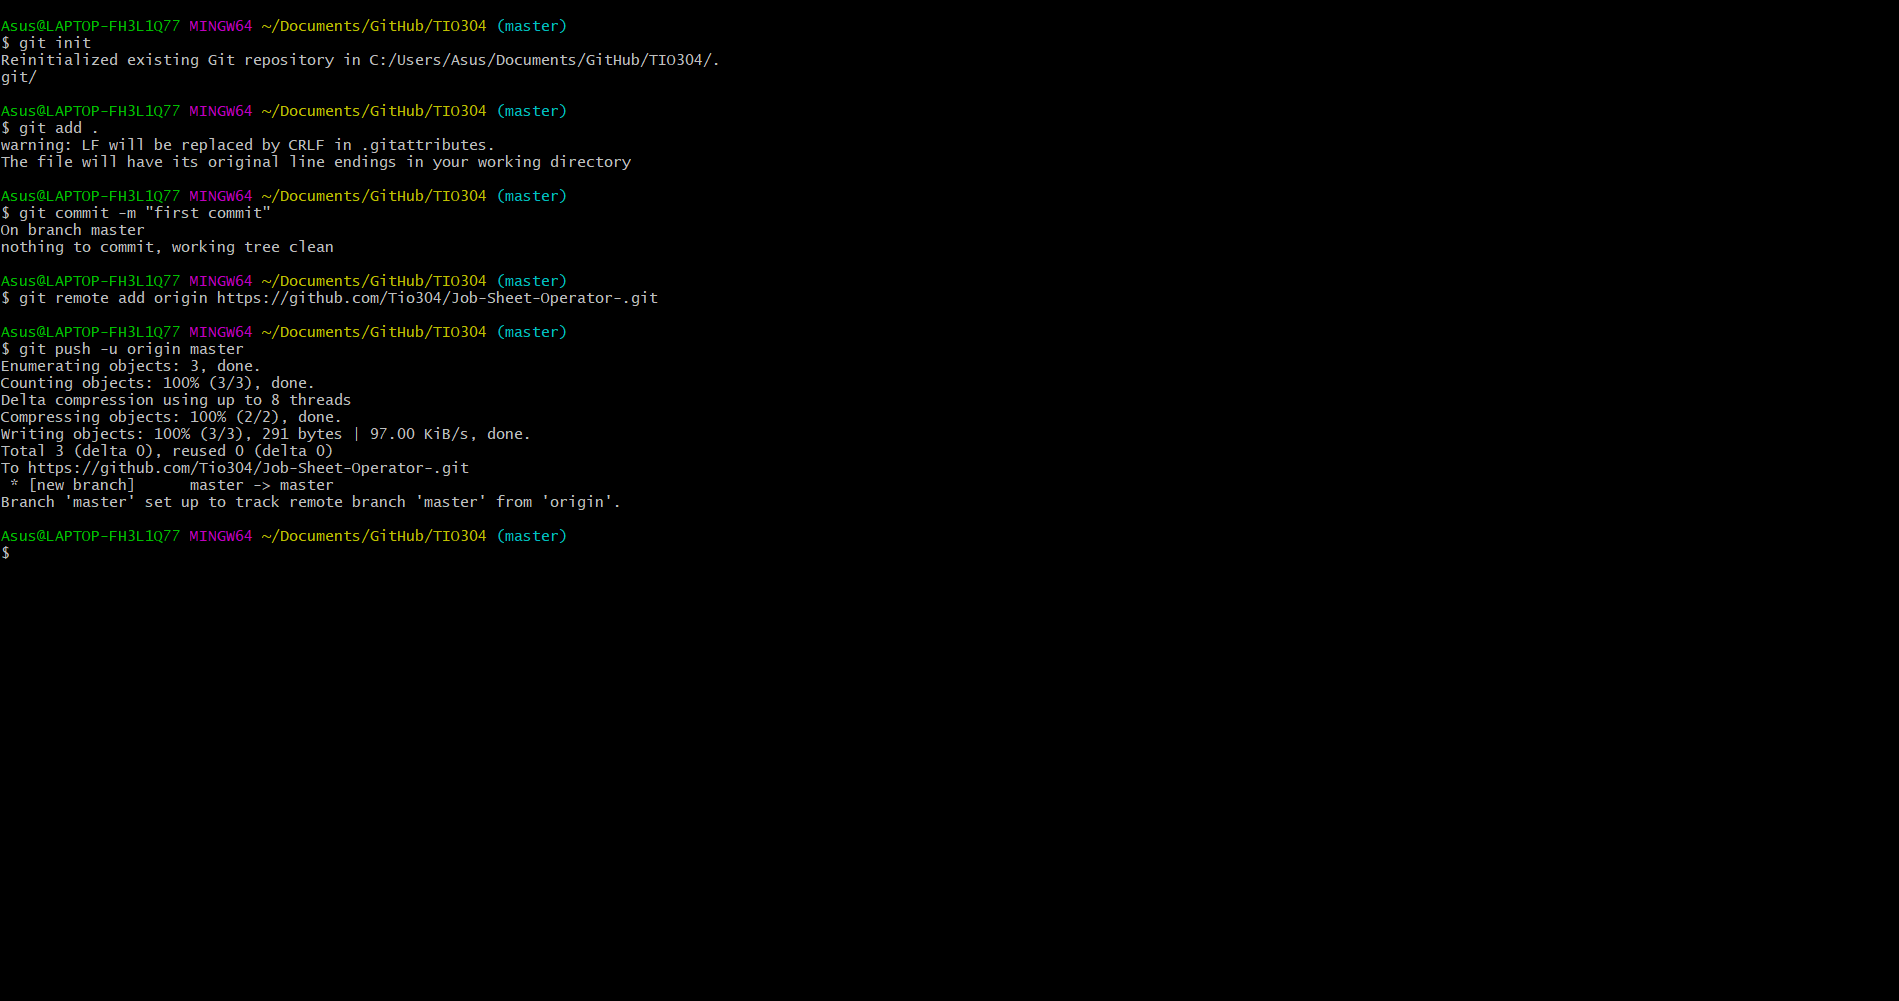 Asus@LAPTOP-FH3L1Q77 MINGW64 ~/Documents/GitHub/TIO304 (master)
$ git init
Reinitialized existing Git repository in C:/Users/Asus/Documents/GitHub/TIO304/.
git/
Asus@LAPTOP-FH3L1Q77 MINGW64 ~/Documents/GitHub/TIO304 (master)
$ git add .
warning: LF will be replaced by CRLF in .gitattributes.
The file will have its original line endings in your working directory
Asus@LAPTOP-FH3L1Q77 MINGW64 ~/Documents/GitHub/TIO304 (master)
$ git commit -m "first commit"
On branch master
nothing to commit, working tree clean
Asus@LAPTOP-FH3L1Q77 MINGW64 ~/Documents/GitHub/TIO304 (master)
$ git remote add origin https://github.com/Tio304/Job-Sheet-Operator-.git
Asus@LAPTOP-FH3L1Q77 MINGW64 ~/Documents/GitHub/TIO304 (master)
$ git push -u origin master
Enumerating objects: 3, done.
Counting objects: 100% (3/3), done.
Delta compression using up to 8 threads
Compressing objects: 100% (2/2), done.
Writing objects: 100% (3/3), 291 bytes | 97.00 KiB/s, done.
Total 3 (delta 0), reused 0 (delta 0)
To https://github.com/Tio304/Job-Sheet-Operator-.git
 * [new branch]      master -> master
Branch 'master' set up to track remote branch 'master' from 'origin'.
Asus@LAPTOP-FH3L1Q77 MINGW64 ~/Documents/GitHub/TIO304 (master)
$